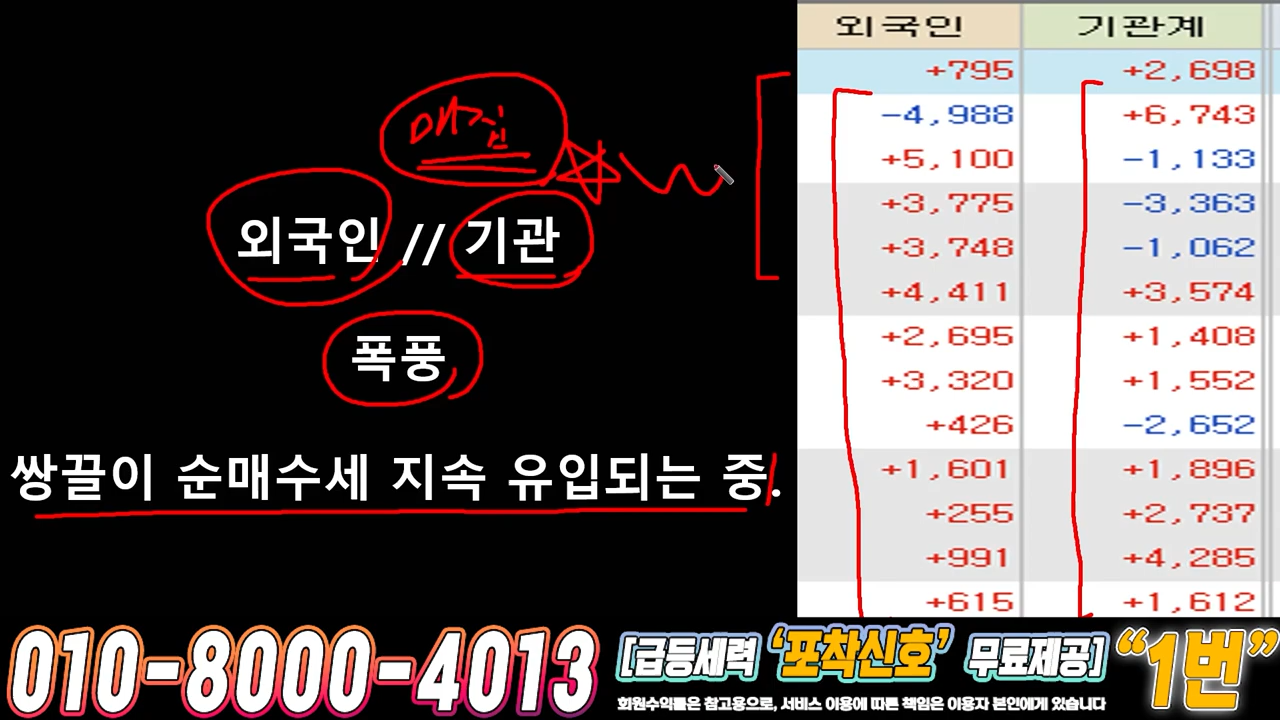 매집
외국인 // 기관
폭풍
쌍끌이 순매수세 지속 유입되는 중.
외국인 기관계
+795 +2,698
-4,988 +6,743
+5,100 -1,133
+3,775 -3,363
+3,748 -1,062
+4,411 +3,574
+2,695 +1,408
+3,320 +1,552
+426 -2,652
+1,601 +1,896
+255 +2,737
+991 +4,285
+615 +1,612
010-8000-4013
[급등세력 '포착신호' 무료제공] "1번"
회원수익률은 참고용으로, 서비스 이용에 따른 책임은 이용자 본인에게 있습니다